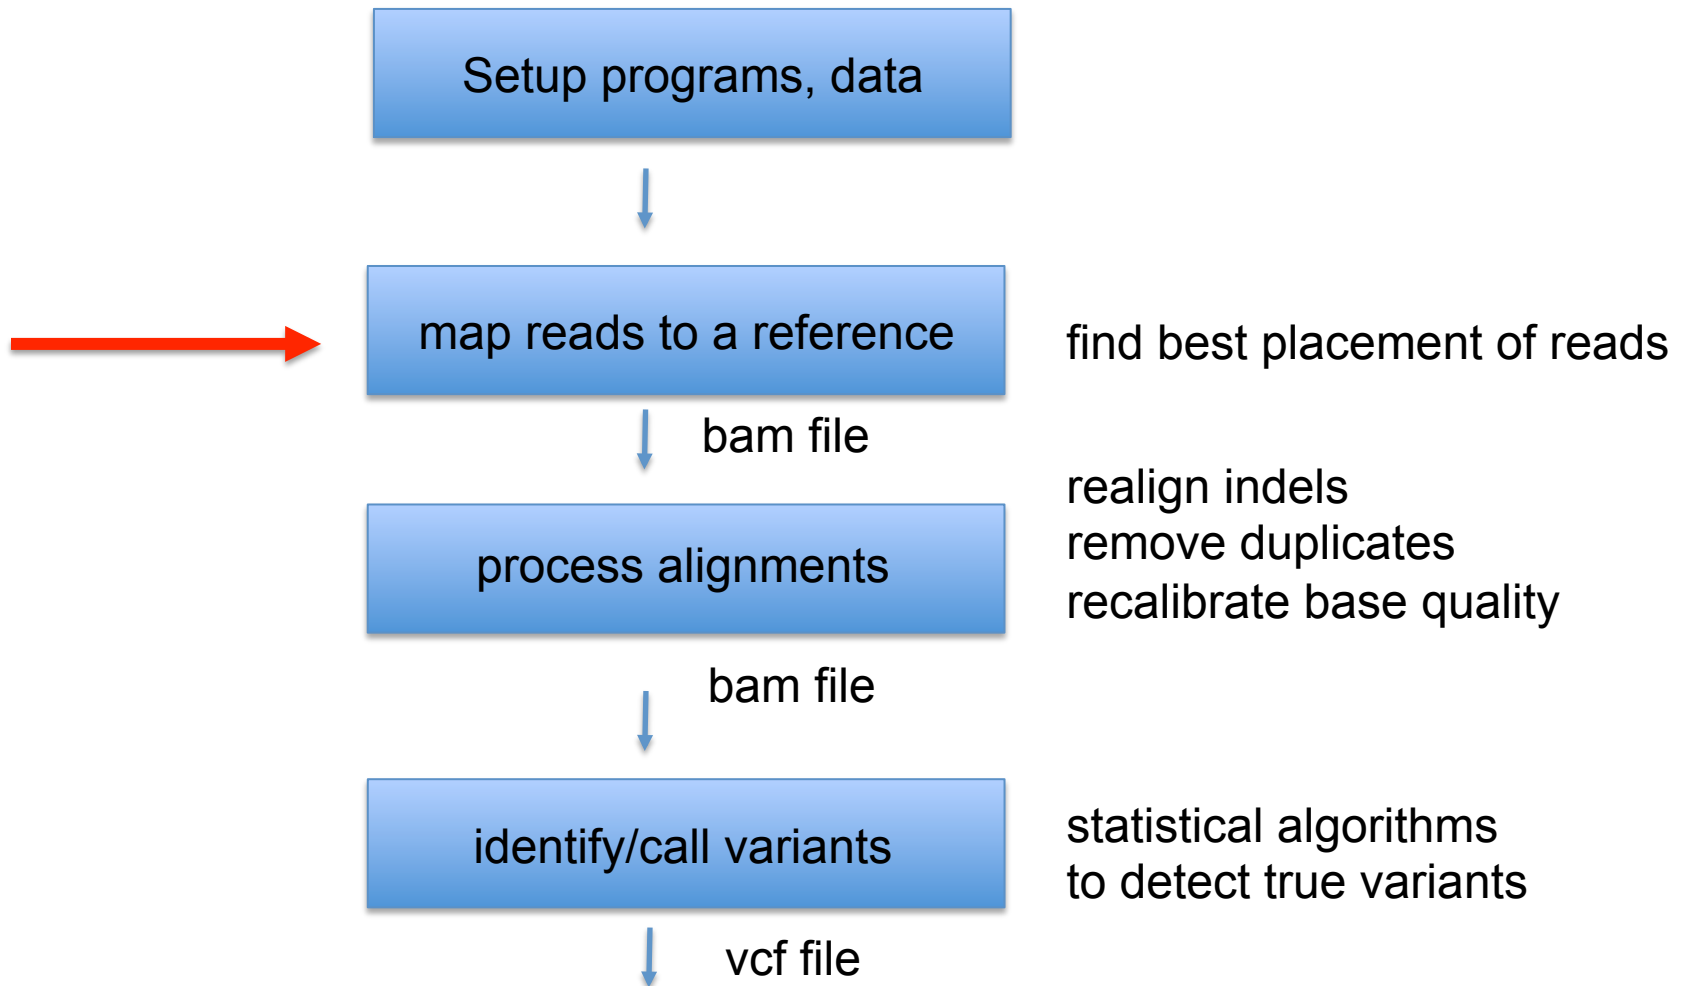 Setup programs, data
map reads to a reference
find best placement of reads
bam file
process alignments
realign indels
remove duplicates
recalibrate base quality
bam file
identify/call variants
statistical algorithms
to detect true variants
vcf file